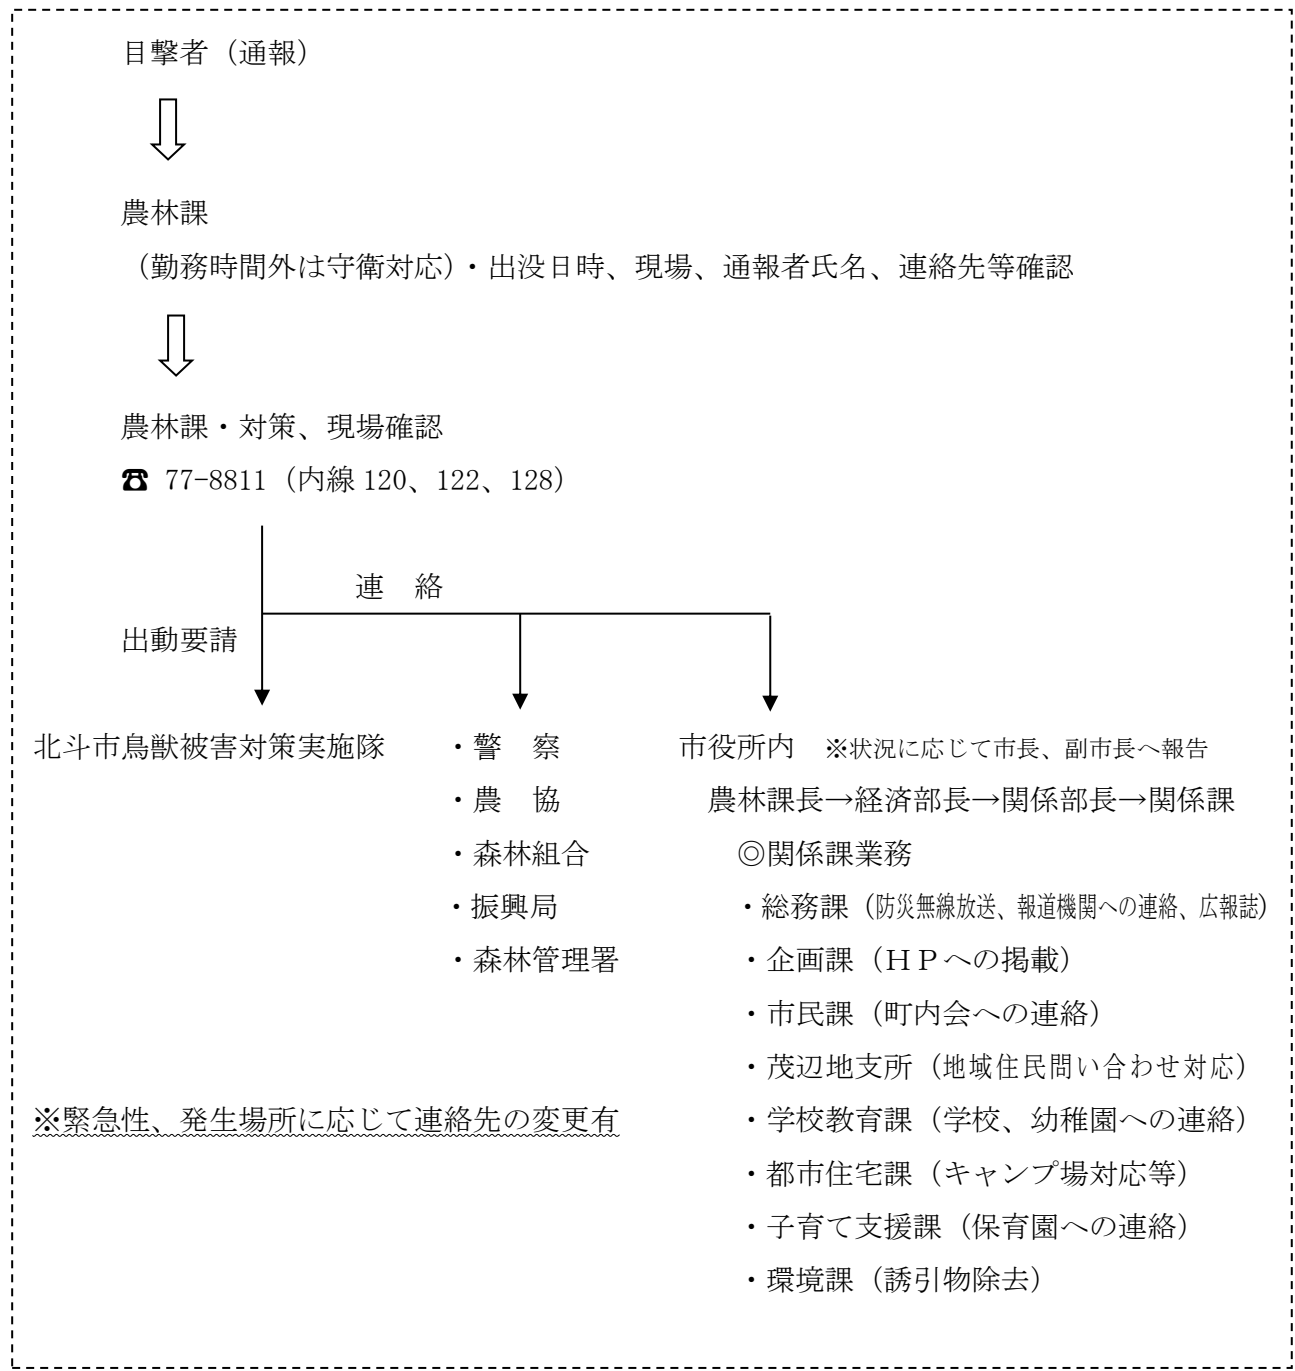 目撃者（通報）
農林課
（勤務時間外は守衛対応）・出没日時、現場、通報者氏名、連絡先等確認
農林課・対策、現場確認
☎ 77-8811（内線 120、122、128）
連　絡
出動要請
北斗市鳥獣被害対策実施隊
・警　察
・農　協
・森林組合
・振興局
・森林管理署
市役所内　※状況に応じて市長、副市長へ報告
農林課長→経済部長→関係部長→関係課
◎関係課業務
・総務課（防災無線放送、報道機関への連絡、広報誌）
・企画課（ＨＰへの掲載）
・市民課（町内会への連絡）
・茂辺地支所（地域住民問い合わせ対応）
・学校教育課（学校、幼稚園への連絡）
・都市住宅課（キャンプ場対応等）
・子育て支援課（保育園への連絡）
・環境課（誘引物除去）
※緊急性、発生場所に応じて連絡先の変更有